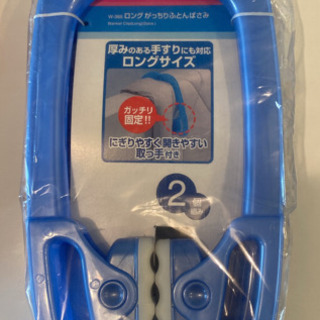 ロングがっちりふとんばさみ
厚みのある手すりにも対応
ロングサイズ
ガッチリ
固定!!
にぎりやすく開きやすい
取っ手付き
2